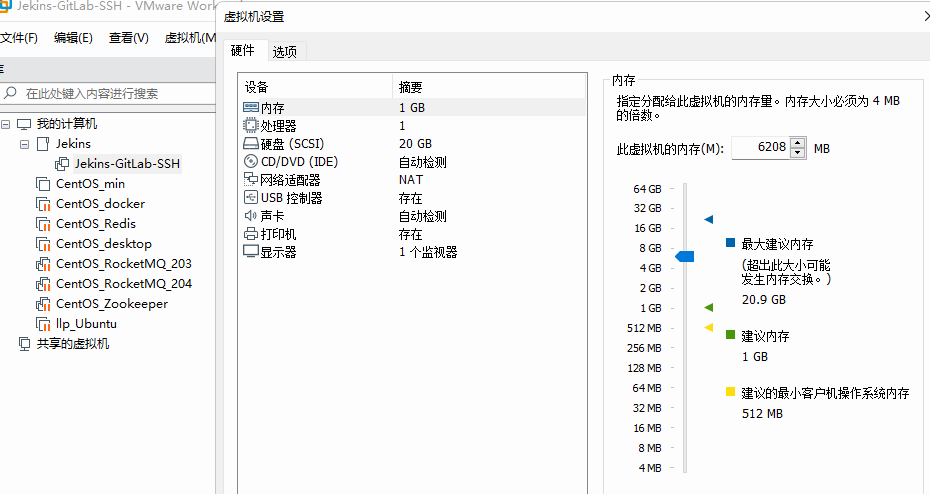 Jekins-GitLab-SSH - VMware Work
文件(F) 编辑(E) 查看(V) 虚拟机(M
库
在此处键入内容进行搜索
我的计算机
Jekins
Jekins-GitLab-SSH
CentOS_min
CentOS_docker
CentOS_Redis
CentOS_desktop
CentOS_RocketMQ_203
CentOS_RocketMQ_204
CentOS_Zookeeper
llp_Ubuntu
共享的虚拟机
虚拟机设置
硬件 选项
设备 摘要
内存 1 GB
处理器 1
硬盘 (SCSI) 20 GB
CD/DVD (IDE) 自动检测
网络适配器 NAT
USB 控制器 存在
声卡 自动检测
打印机 存在
显示器 1 个监视器
内存
指定分配给此虚拟机的内存量。内存大小必须为 4 MB
的倍数。
此虚拟机的内存(M): 6208 MB
64 GB
32 GB
16 GB
8 GB
4 GB
2 GB
1 GB
512 MB
256 MB
128 MB
64 MB
32 MB
16 MB
8 MB
4 MB
最大建议内存
(超出此大小可能
发生内存交换。)
20.9 GB
建议内存
1 GB
建议的最小客户机操作系统内存
512 MB